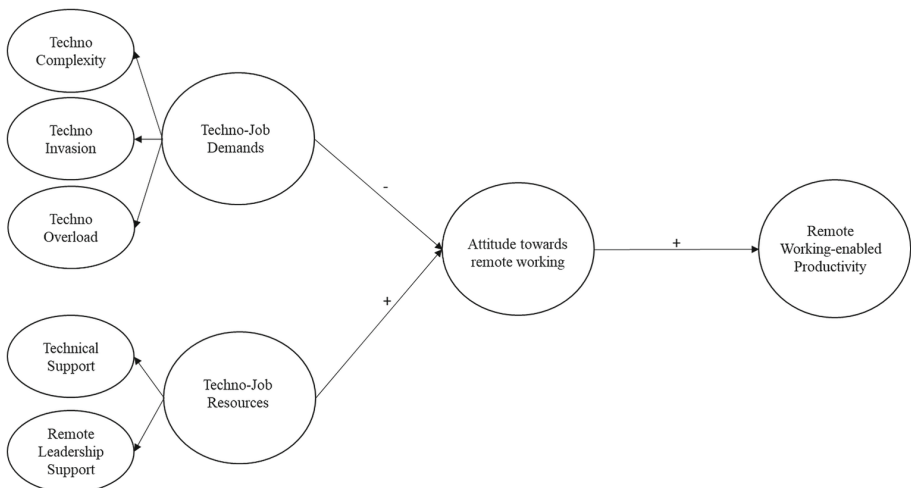 Techno
Complexity
Techno
Invasion
Techno
Overload
Techno-Job
Demands
-
Attitude towards
remote working
+
Remote
Working-enabled
Productivity
+
Technical
Support
Techno-Job
Resources
Remote
Leadership
Support